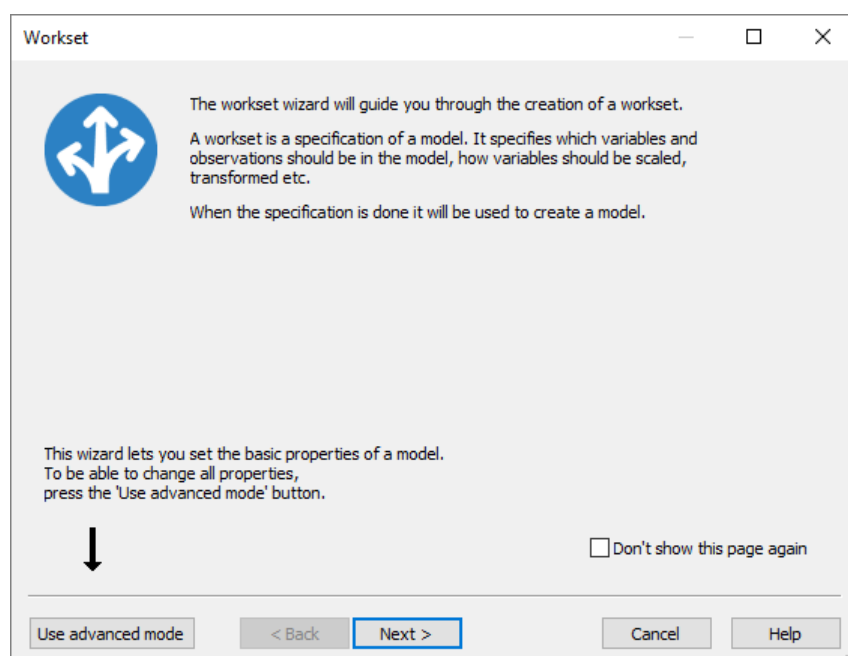 Workset
The workset wizard will guide you through the creation of a workset.
A workset is a specification of a model. It specifies which variables and
observations should be in the model, how variables should be scaled,
transformed etc.
When the specification is done it will be used to create a model.
This wizard lets you set the basic properties of a model.
To be able to change all properties,
press the 'Use advanced mode' button.
Don't show this page again
Use advanced mode
< Back
Next >
Cancel
Help